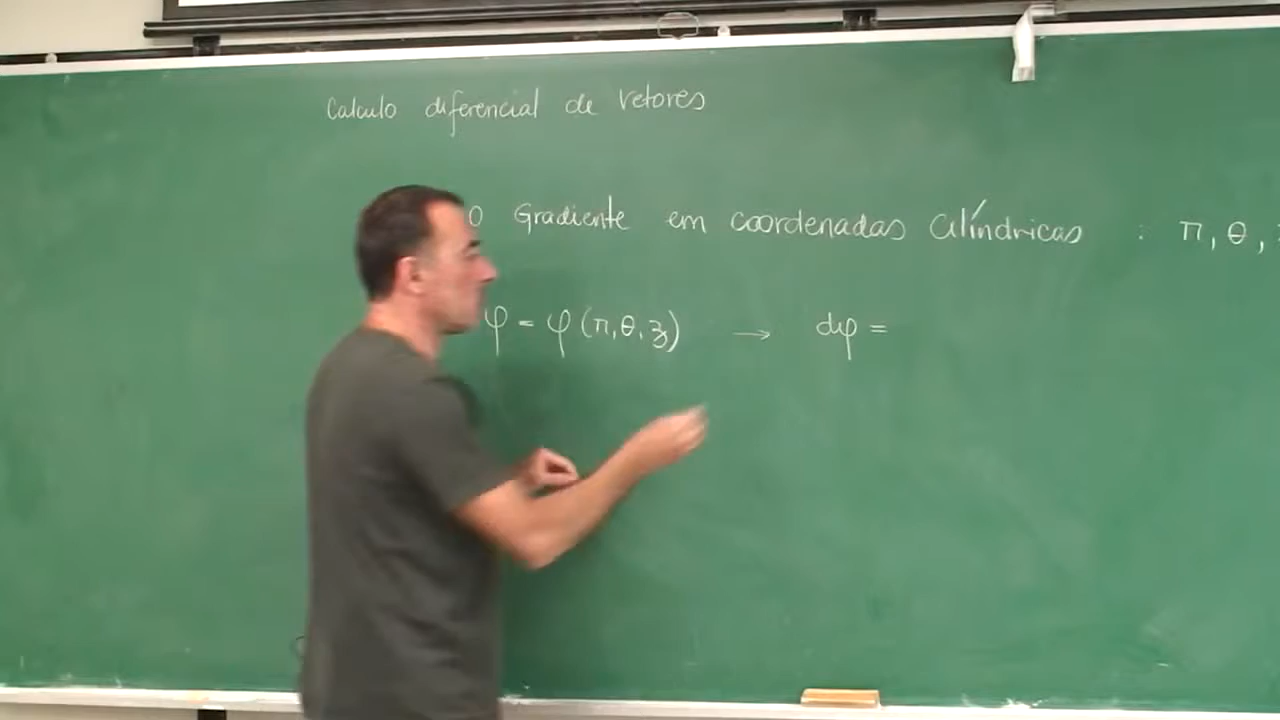 Calculo diferencial de vetores
O Gradiente em coordenadas cilíndricas : r, θ,
φ = φ (r, θ, z) → dφ =